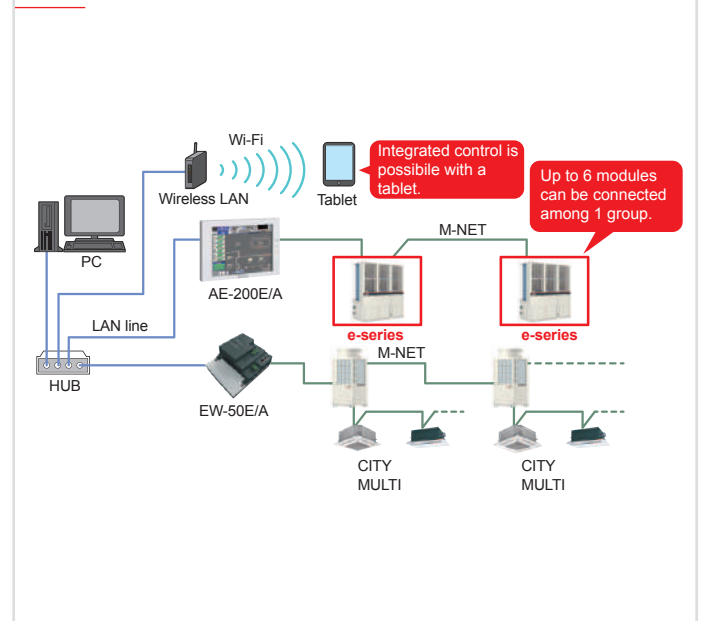 Wi-Fi
Integrated control is
possibile with a
tablet.
Up to 6 modules
can be connected
among 1 group.
Wireless LAN
Tablet
M-NET
PC
AE-200E/A
LAN line
e-series
e-series
M-NET
HUB
EW-50E/A
CITY
MULTI
CITY
MULTI